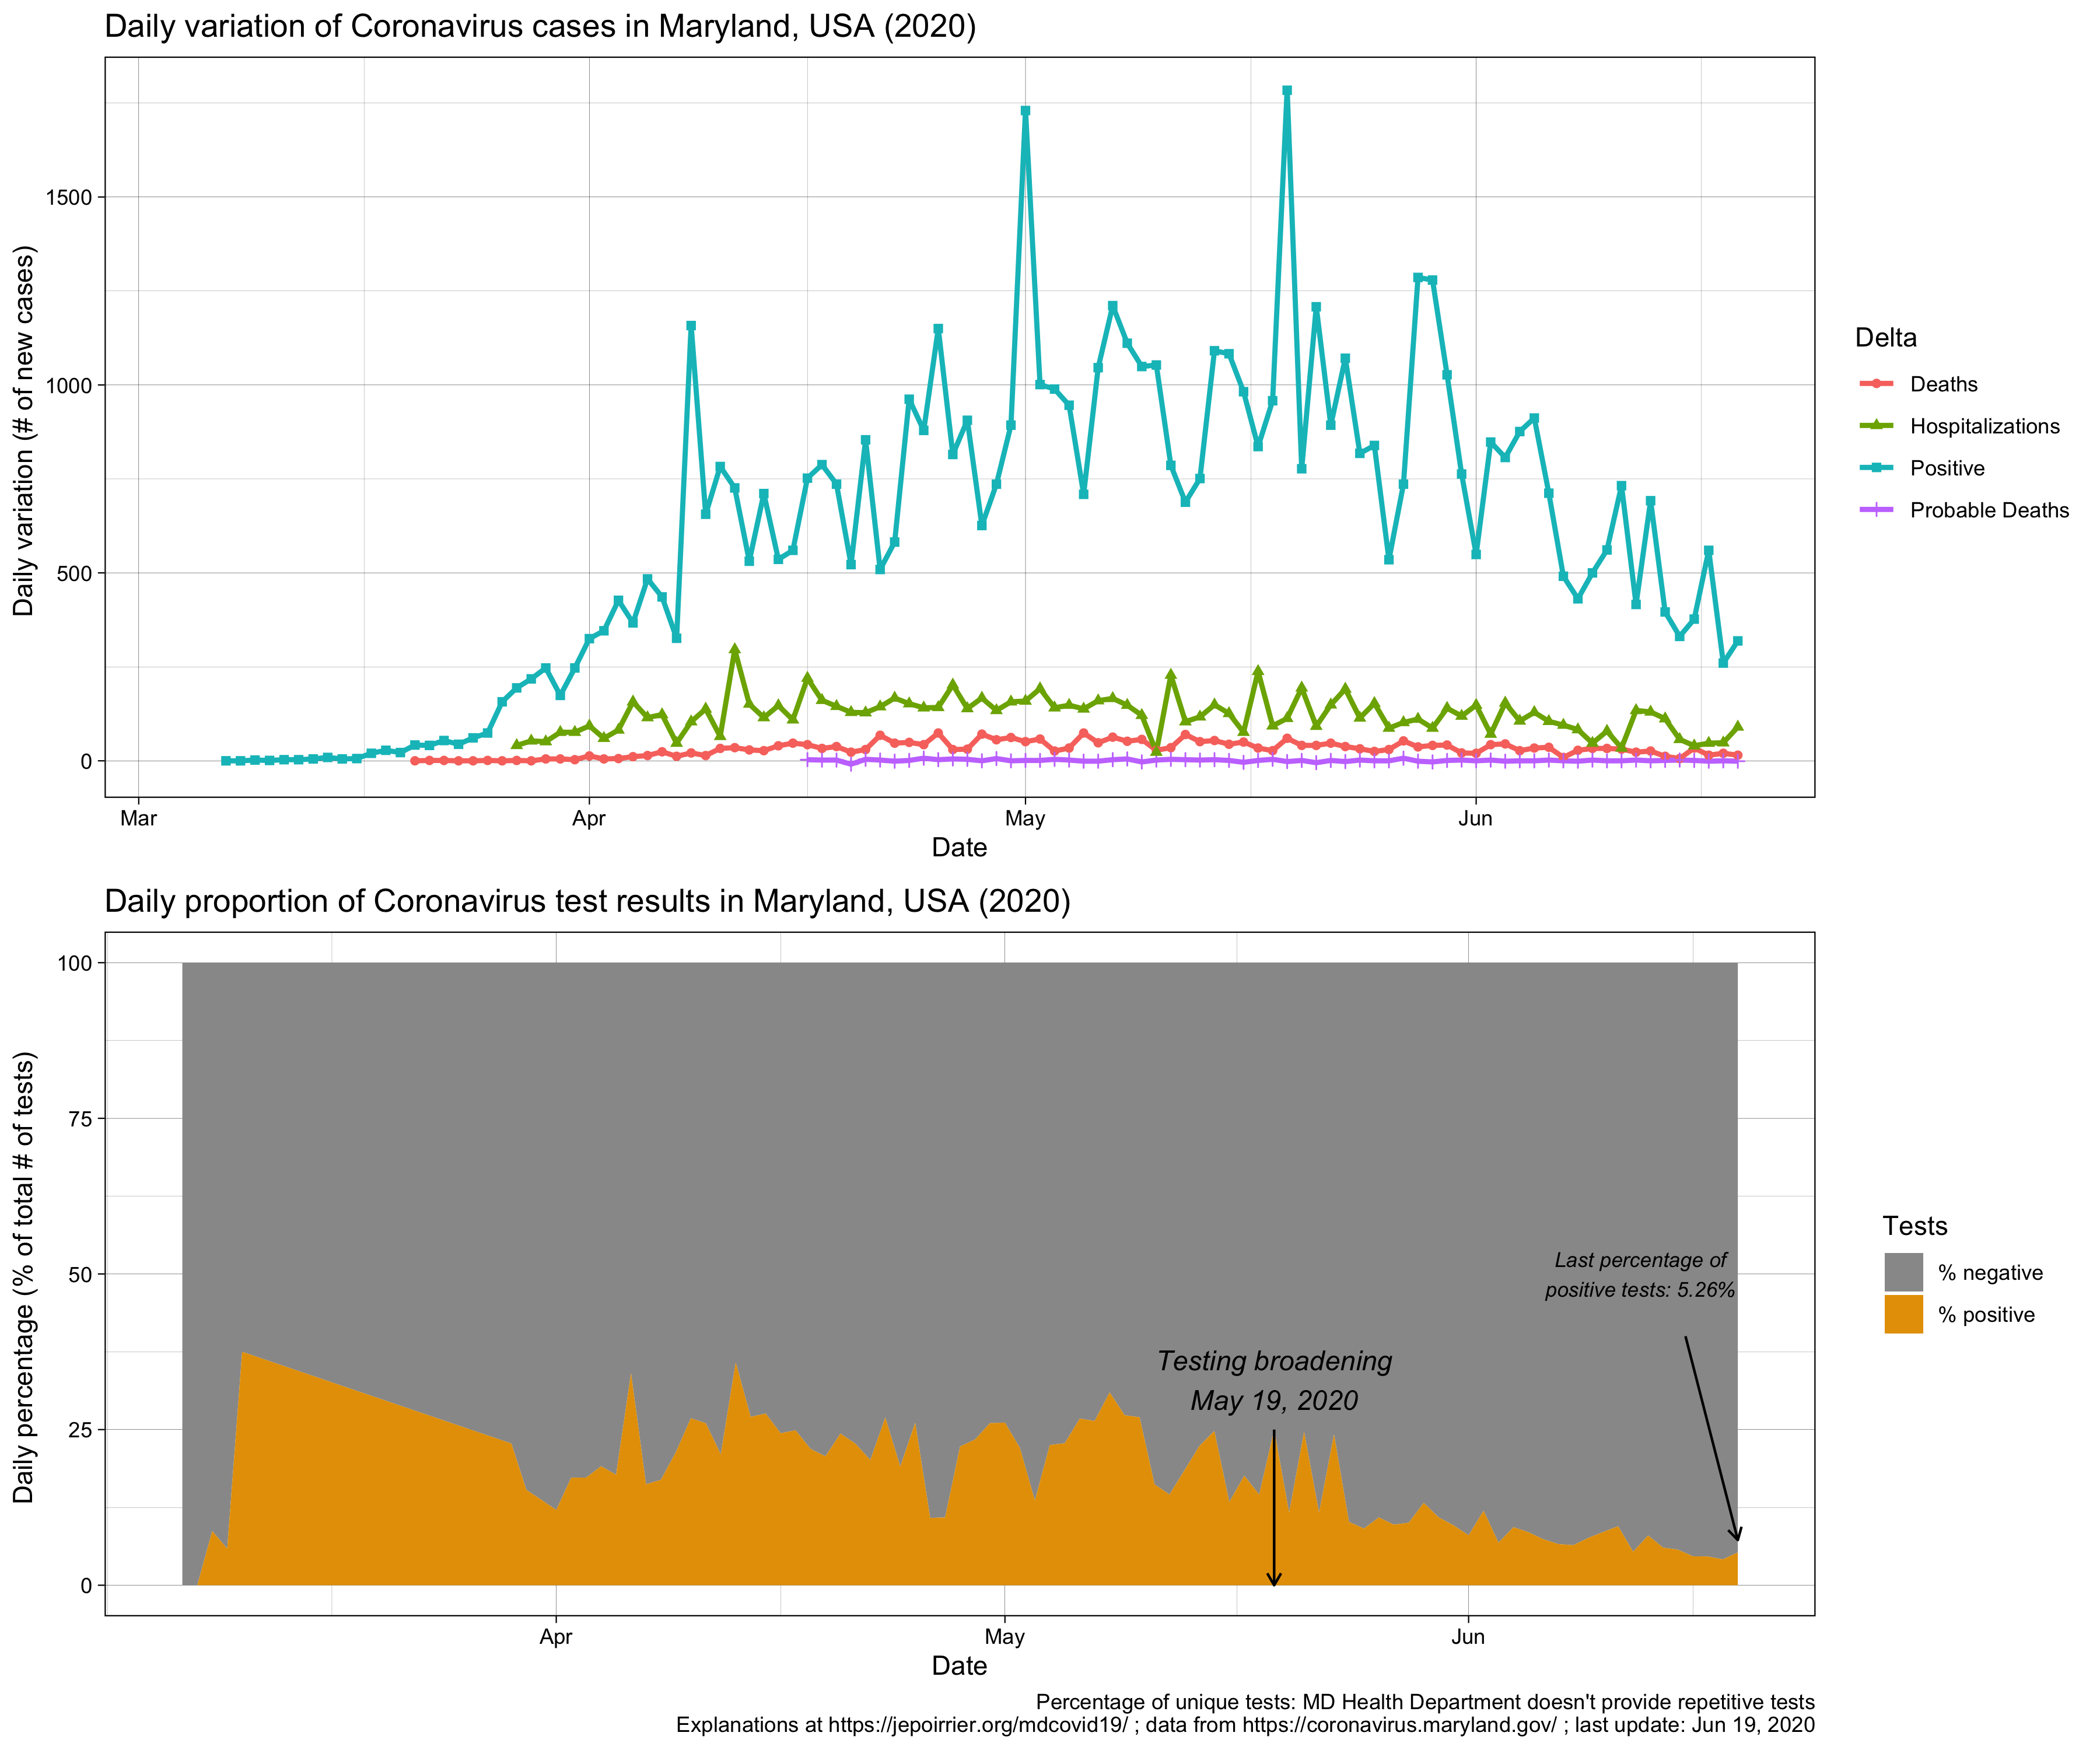 Daily variation of Coronavirus cases in Maryland, USA (2020)
Daily variation (# of new cases)
1500
1000
500
0
Mar
Apr
May
Jun
Date
Delta
Deaths
Hospitalizations
Positive
Probable Deaths
Daily proportion of Coronavirus test results in Maryland, USA (2020)
Daily percentage (% of total # of tests)
100
75
50
25
0
Last percentage of
positive tests: 5.26%
Testing broadening
May 19, 2020
Apr
May
Jun
Date
Tests
% negative
% positive
Percentage of unique tests: MD Health Department doesn't provide repetitive tests
Explanations at https://jepoirrier.org/mdcovid19/ ; data from https://coronavirus.maryland.gov/ ; last update: Jun 19, 2020